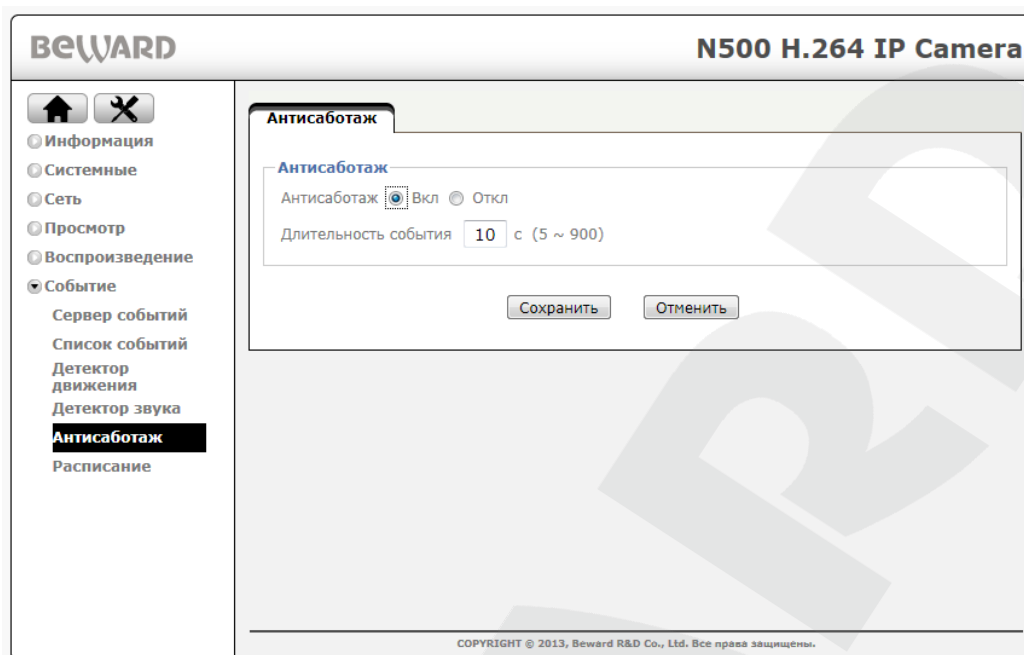 BEWARD
N500 H.264 IP Camera
Информация
Системные
Сеть
Просмотр
Воспроизведение
Событие
Сервер событий
Список событий
Детектор
движения
Детектор звука
Антисаботаж
Расписание
Антисаботаж
Антисаботаж
Антисаботаж Вкл Откл
Длительность события 10 с (5 ~ 900)
Сохранить Отменить
COPYRIGHT © 2013, Beward R&D Co., Ltd. Все права защищены.